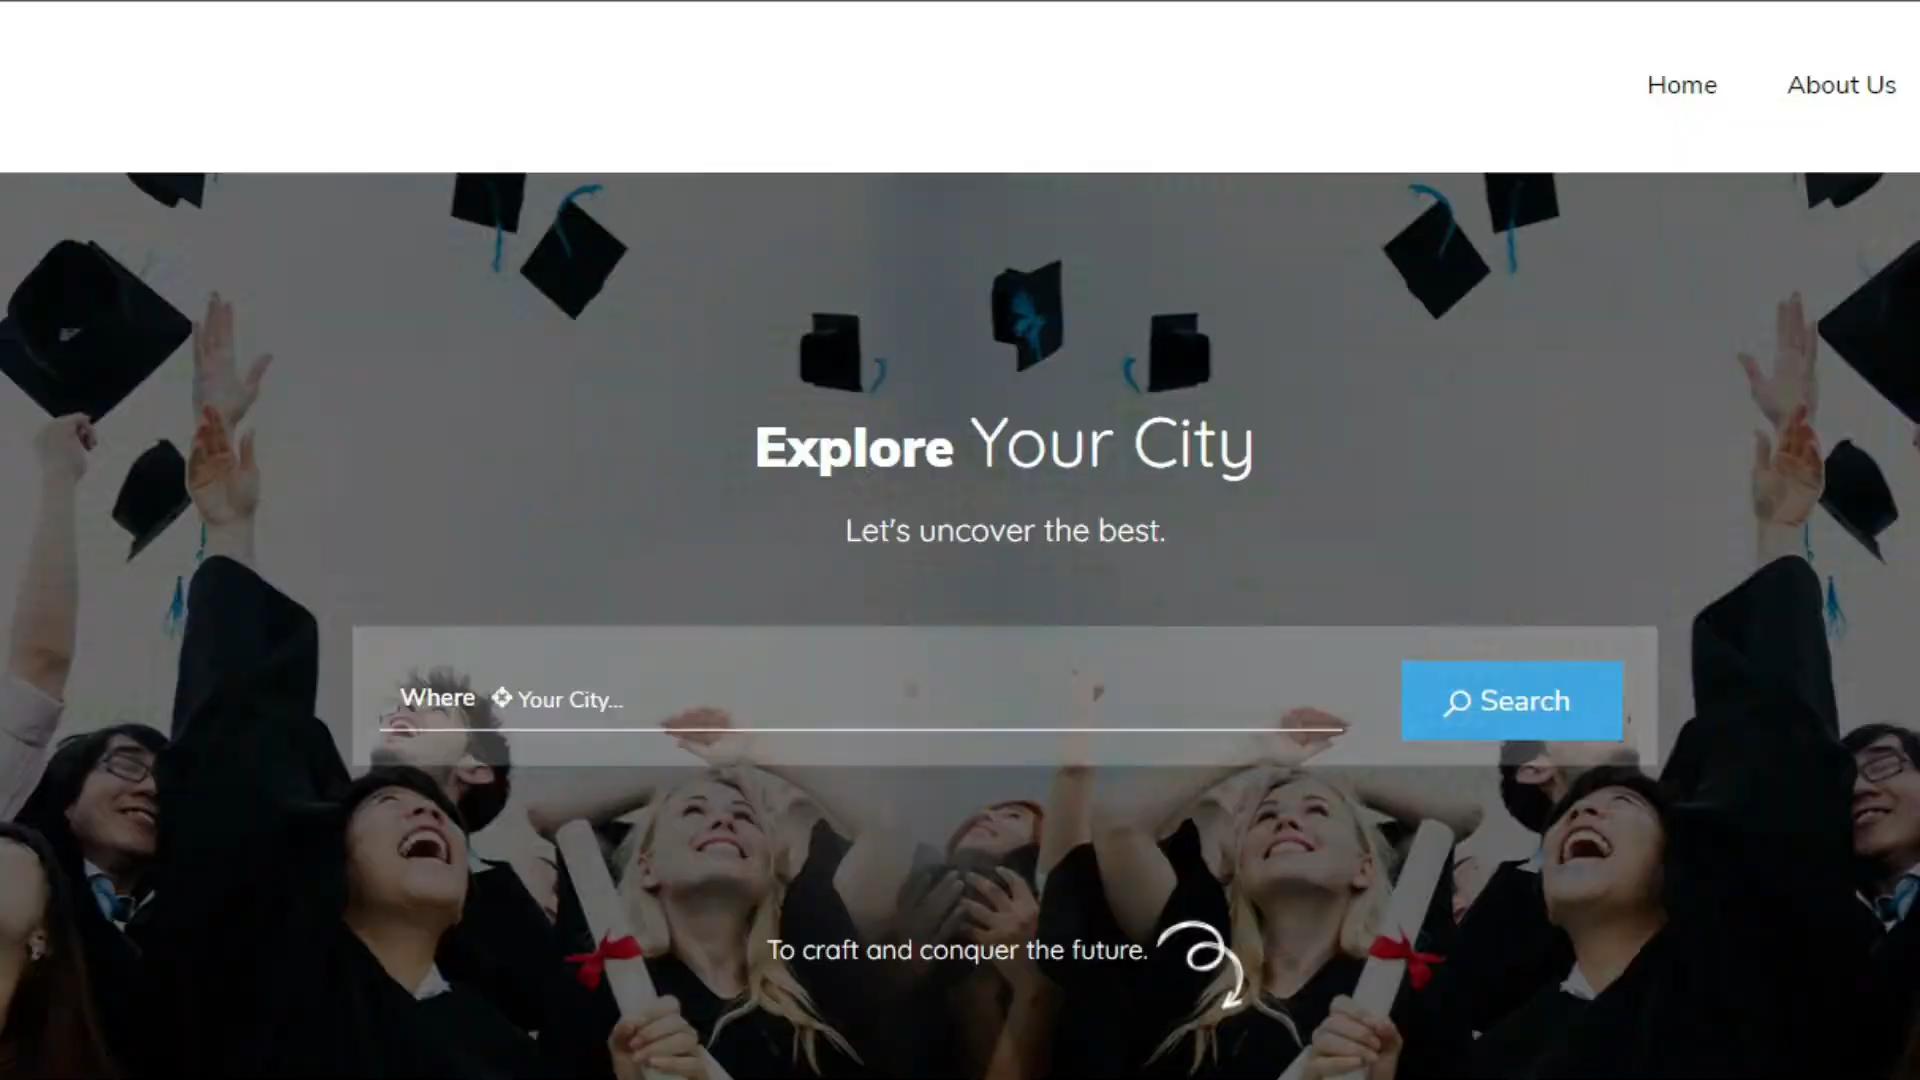 Home About Us
Explore Your City
Let's uncover the best.
Where Your City...
Search
To craft and conquer the future.